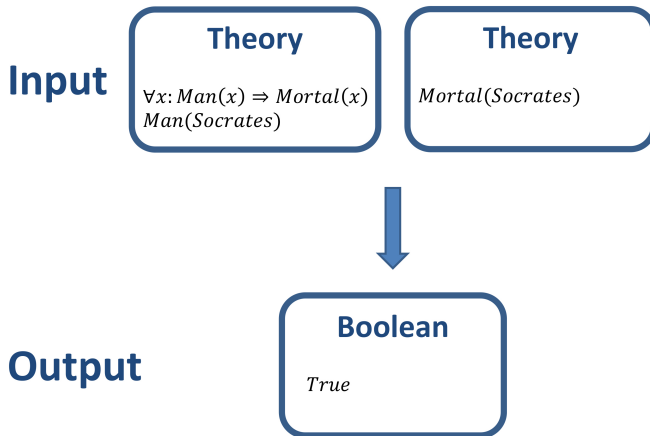 Input
Theory
∀x: Man(x) ⇒ Mortal(x)
Man(Socrates)
Theory
Mortal(Socrates)
Output
Boolean
True